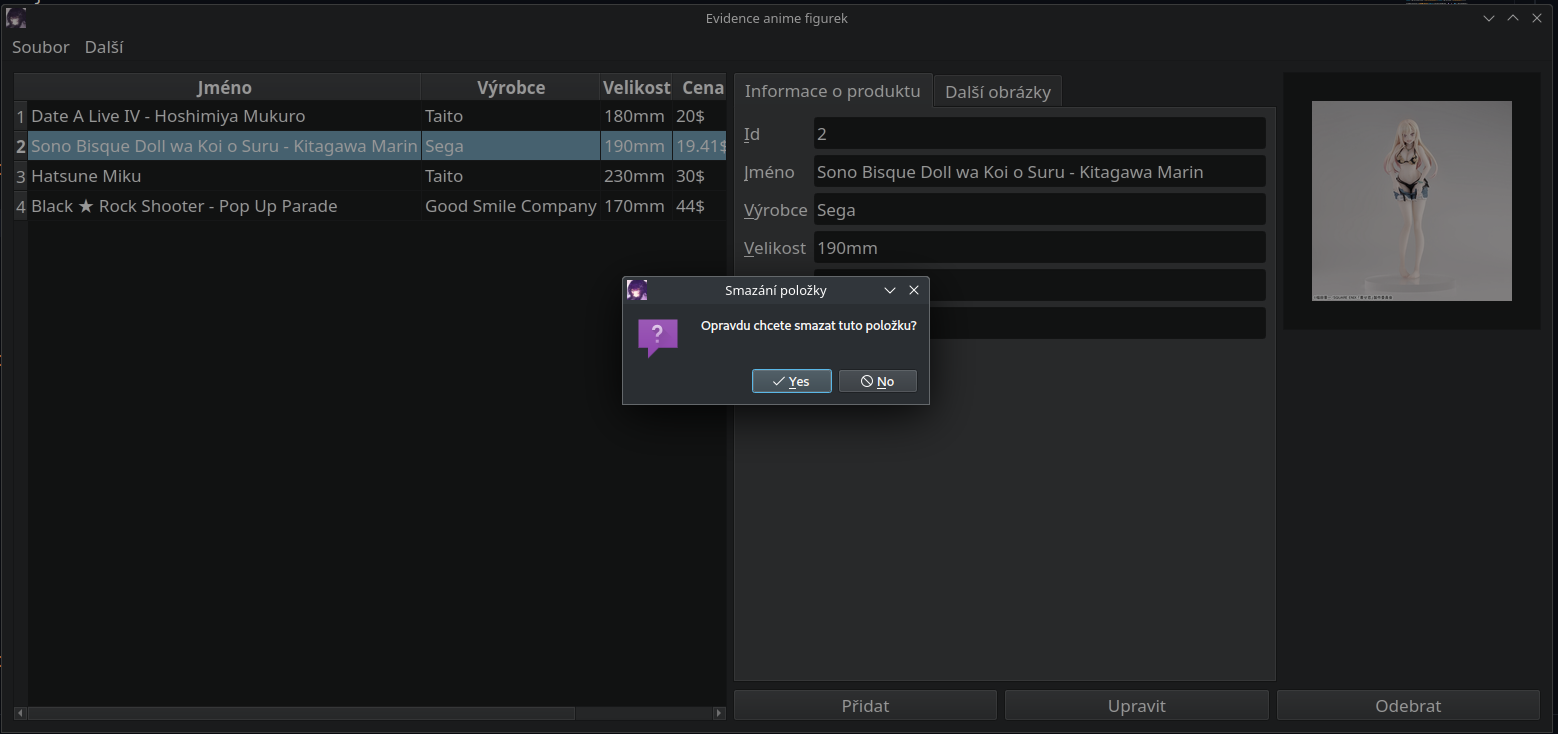 Evidence anime figurek
Soubor Další
Jméno Výrobce Velikost Cena
1 Date A Live IV - Hoshimiya Mukuro Taito 180mm 20$
2 Sono Bisque Doll wa Koi o Suru - Kitagawa Marin Sega 190mm 19.41$
3 Hatsune Miku Taito 230mm 30$
4 Black ★ Rock Shooter - Pop Up Parade Good Smile Company 170mm 44$
Informace o produktu Další obrázky
Id 2
Jméno Sono Bisque Doll wa Koi o Suru - Kitagawa Marin
Výrobce Sega
Velikost 190mm
Smazání položky
?
Opravdu chcete smazat tuto položku?
Yes No
Přidat Upravit Odebrat